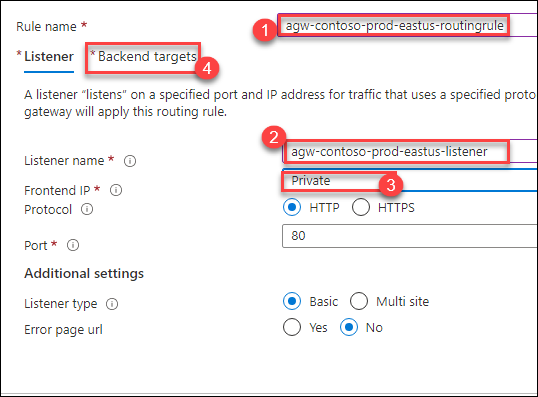 Rule name *
1
agw-contoso-prod-eastus-routingrule
* Listener
* Backend targets
4
A listener “listens” on a specified port and IP address for traffic that uses a specified proto
gateway will apply this routing rule.
2
Listener name *
agw-contoso-prod-eastus-listener
Frontend IP *
Private
3
Protocol
HTTP
HTTPS
Port *
80
Additional settings
Listener type
Basic
Multi site
Error page url
Yes
No